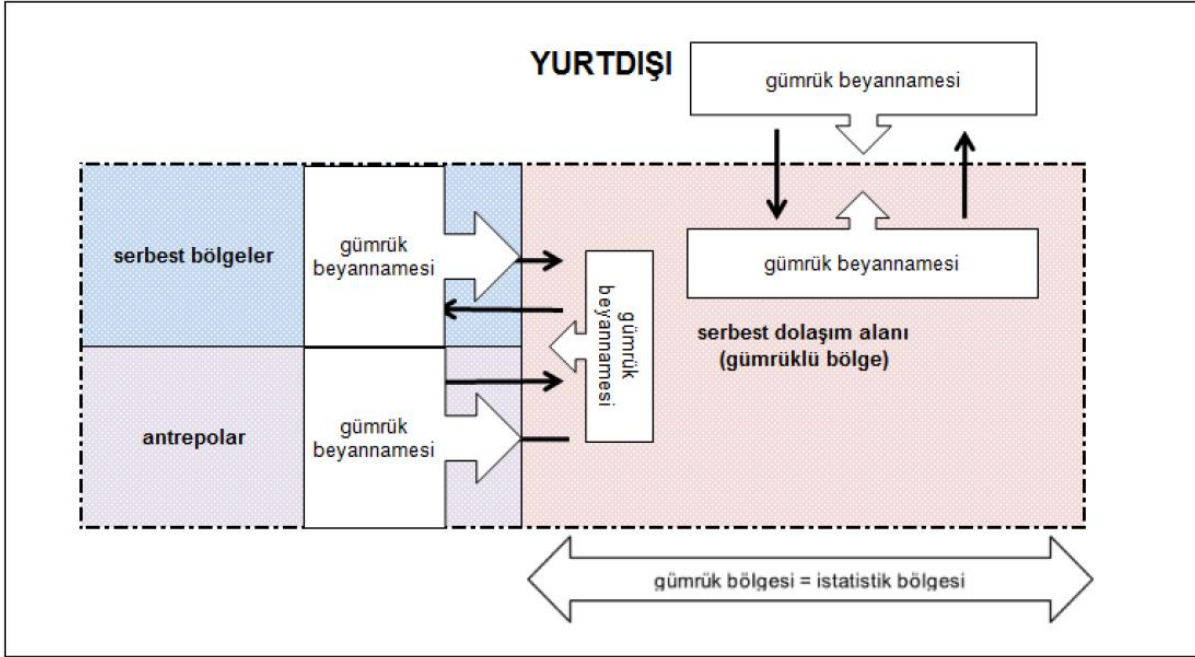 YURTDIŞI
gümrük beyannamesi
serbest bölgeler
gümrük
beyannamesi
gümrük
beyannamesi
gümrük beyannamesi
serbest dolaşım alanı
(gümrüklü bölge)
antrepolar
gümrük
beyannamesi
gümrük bölgesi = istatistik bölgesi